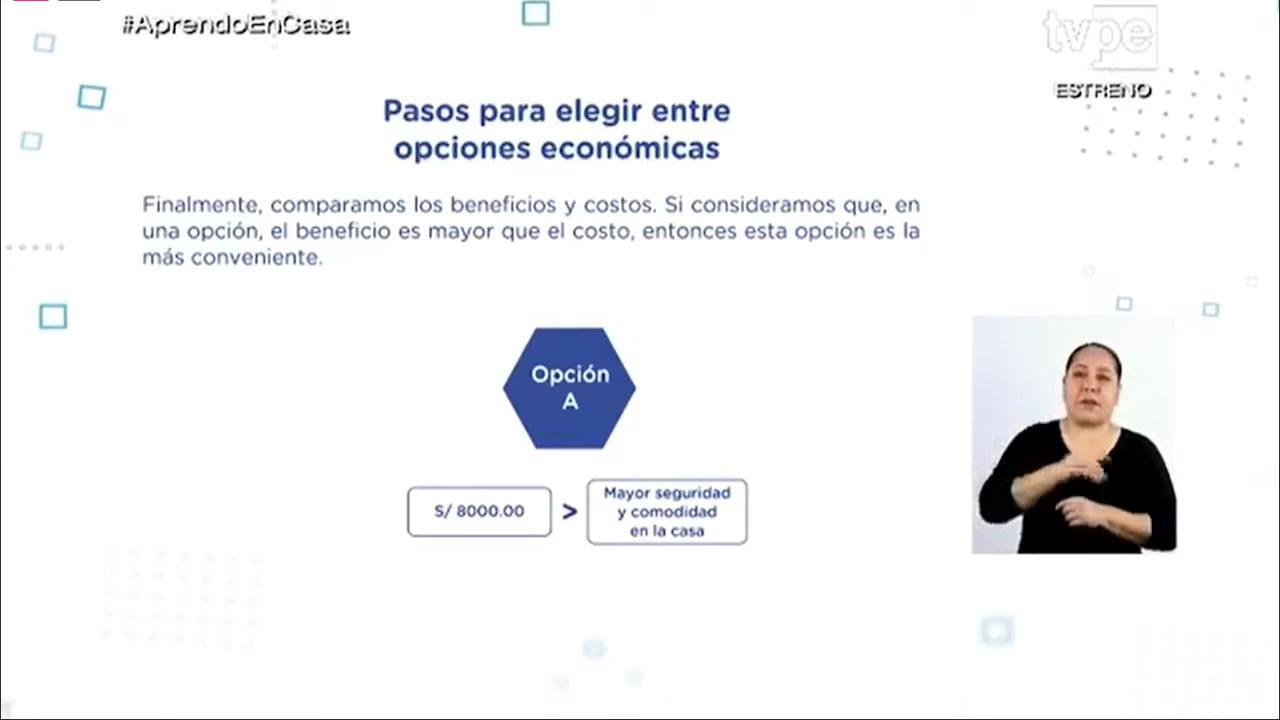 #AprendoEnCasa
tvpe
ESTRENO
Pasos para elegir entre
opciones económicas
Finalmente, comparamos los beneficios y costos. Si consideramos que, en
una opción, el beneficio es mayor que el costo, entonces esta opción es la
más conveniente.
Opción
A
S/ 8000.00
>
Mayor seguridad
y comodidad
en la casa